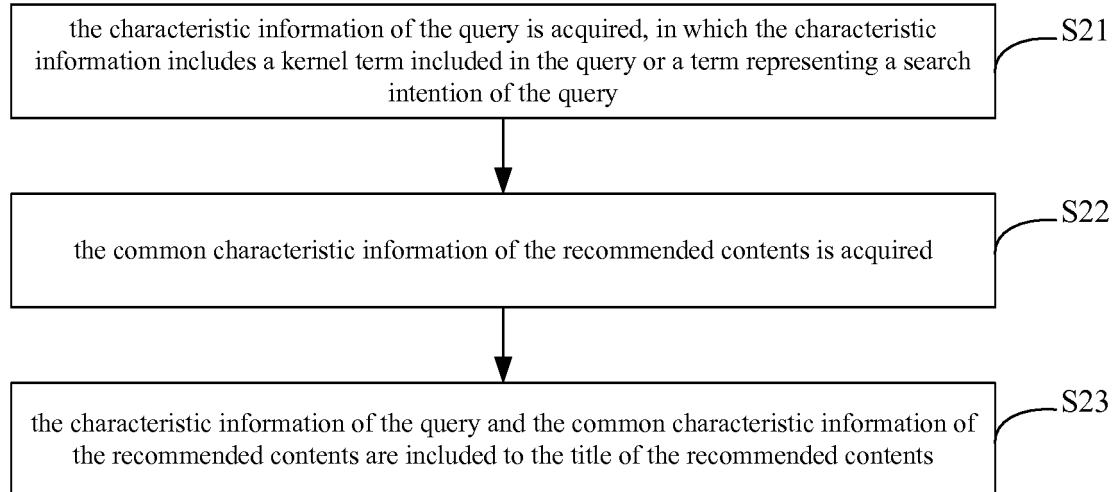 the characteristic information of the query is acquired, in which the characteristic
information includes a kernel term included in the query or a term representing a search
intention of the query
S21
the common characteristic information of the recommended contents is acquired
S22
the characteristic information of the query and the common characteristic information of
the recommended contents are included to the title of the recommended contents
S23